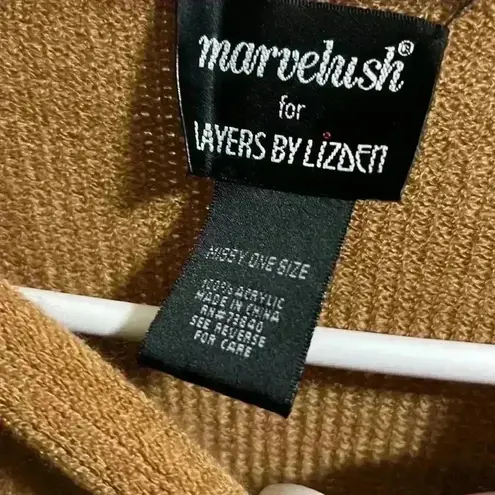 marvelush®
for
LAYERS BY LIZDEN
MISSY ONE SIZE
100% ACRYLIC
MADE IN CHINA
RN#73840
SEE REVERSE
FOR CARE